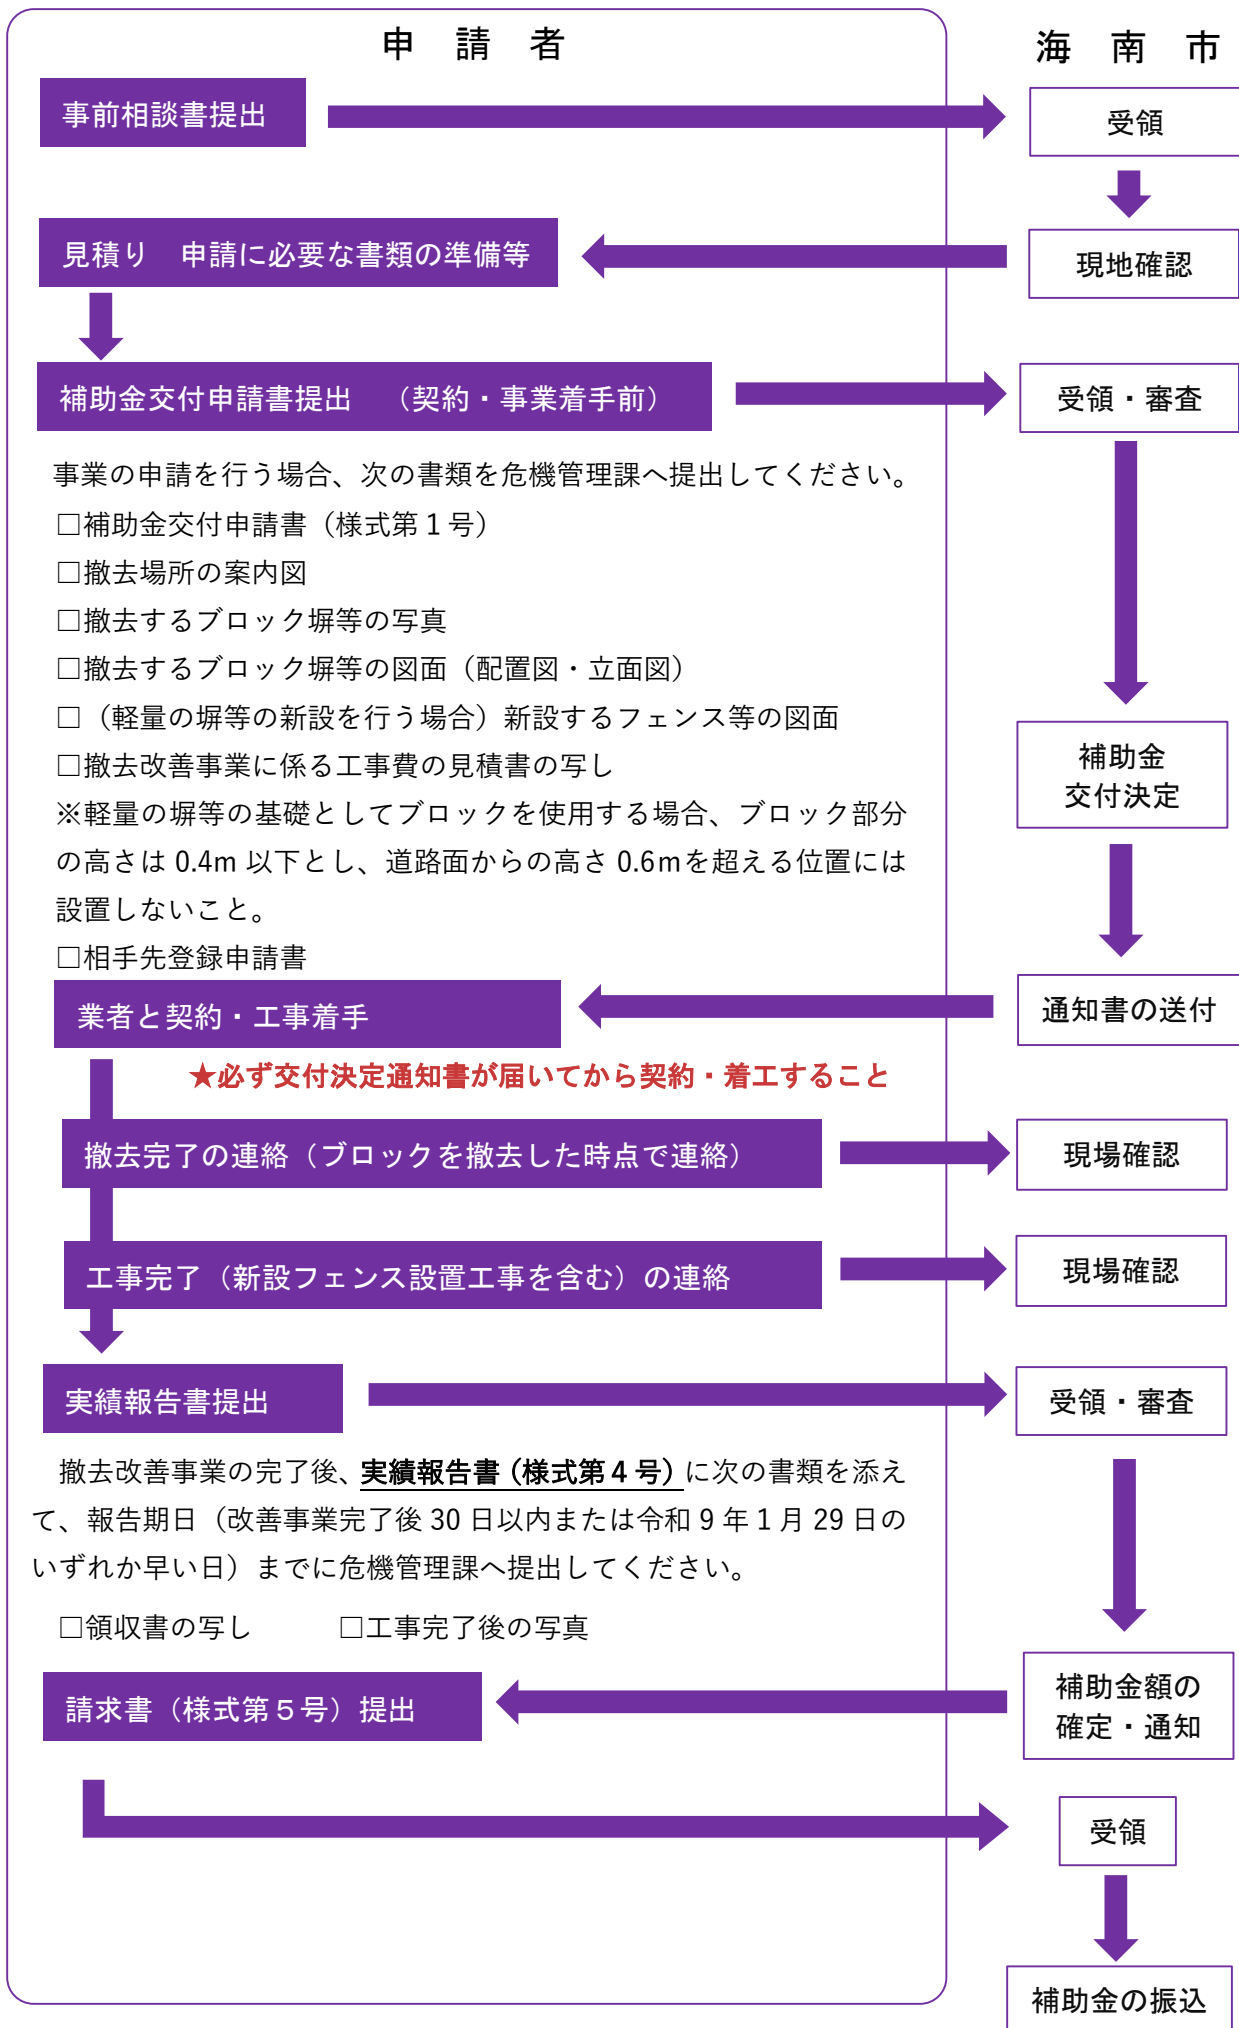 申　請　者
海　南　市
事前相談書提出
受領
見積り　申請に必要な書類の準備等
現地確認
補助金交付申請書提出　（契約・事業着手前）
受領・審査
事業の申請を行う場合、次の書類を危機管理課へ提出してください。
□補助金交付申請書（様式第１号）
□撤去場所の案内図
□撤去するブロック塀等の写真
□撤去するブロック塀等の図面（配置図・立面図）
□（軽量の塀等の新設を行う場合）新設するフェンス等の図面
□撤去改善事業に係る工事費の見積書の写し
補助金
交付決定
※軽量の塀等の基礎としてブロックを使用する場合、ブロック部分
の高さは 0.4m 以下とし、道路面からの高さ 0.6ｍを超える位置には
設置しないこと。
□相手先登録申請書
業者と契約・工事着手
通知書の送付
★必ず交付決定通知書が届いてから契約・着工すること
撤去完了の連絡（ブロックを撤去した時点で連絡）
現場確認
工事完了（新設フェンス設置工事を含む）の連絡
現場確認
実績報告書提出
受領・審査
撤去改善事業の完了後、実績報告書（様式第４号）に次の書類を添え
て、報告期日（改善事業完了後 30 日以内または令和 9 年 1 月 29 日の
いずれか早い日）までに危機管理課へ提出してください。
□領収書の写し　　　□工事完了後の写真
請求書（様式第５号）提出
補助金額の
確定・通知
受領
補助金の振込